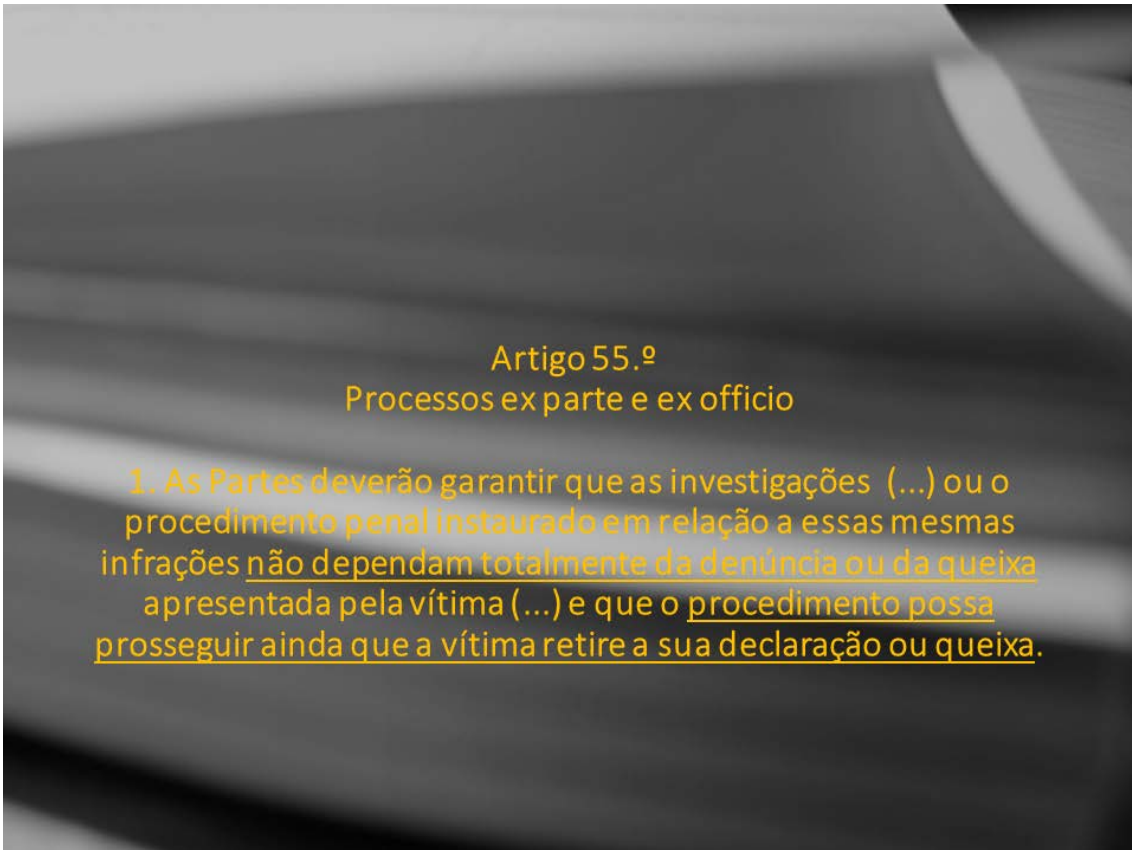 Artigo 55.º
Processos ex parte e ex officio
1. As Partes deverão garantir que as investigações (...) ou o
procedimento penal instaurado em relação a essas mesmas
infrações não dependam totalmente da denúncia ou da queixa
apresentada pela vítima (...) e que o procedimento possa
prosseguir ainda que a vítima retire a sua declaração ou queixa.